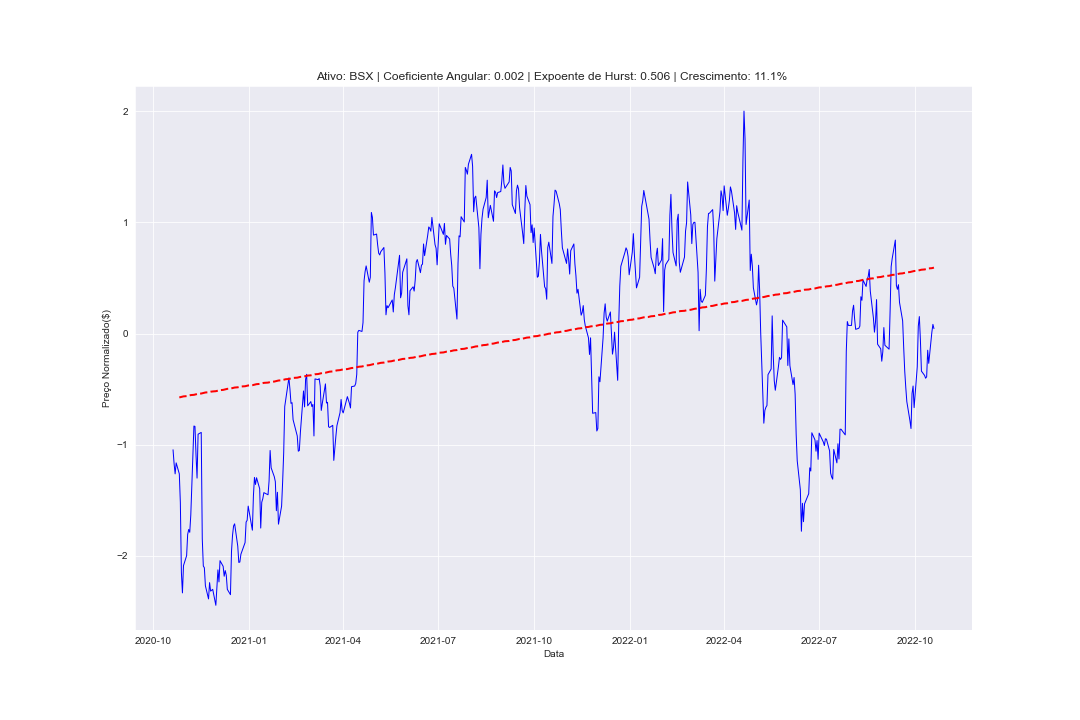 Ativo: BSX | Coeficiente Angular: 0.002 | Expoente de Hurst: 0.506 | Crescimento: 11.1%
Preço Normalizado($)
2
1
0
−1
−2
2020-10 2021-01 2021-04 2021-07 2021-10 2022-01 2022-04 2022-07 2022-10
Data